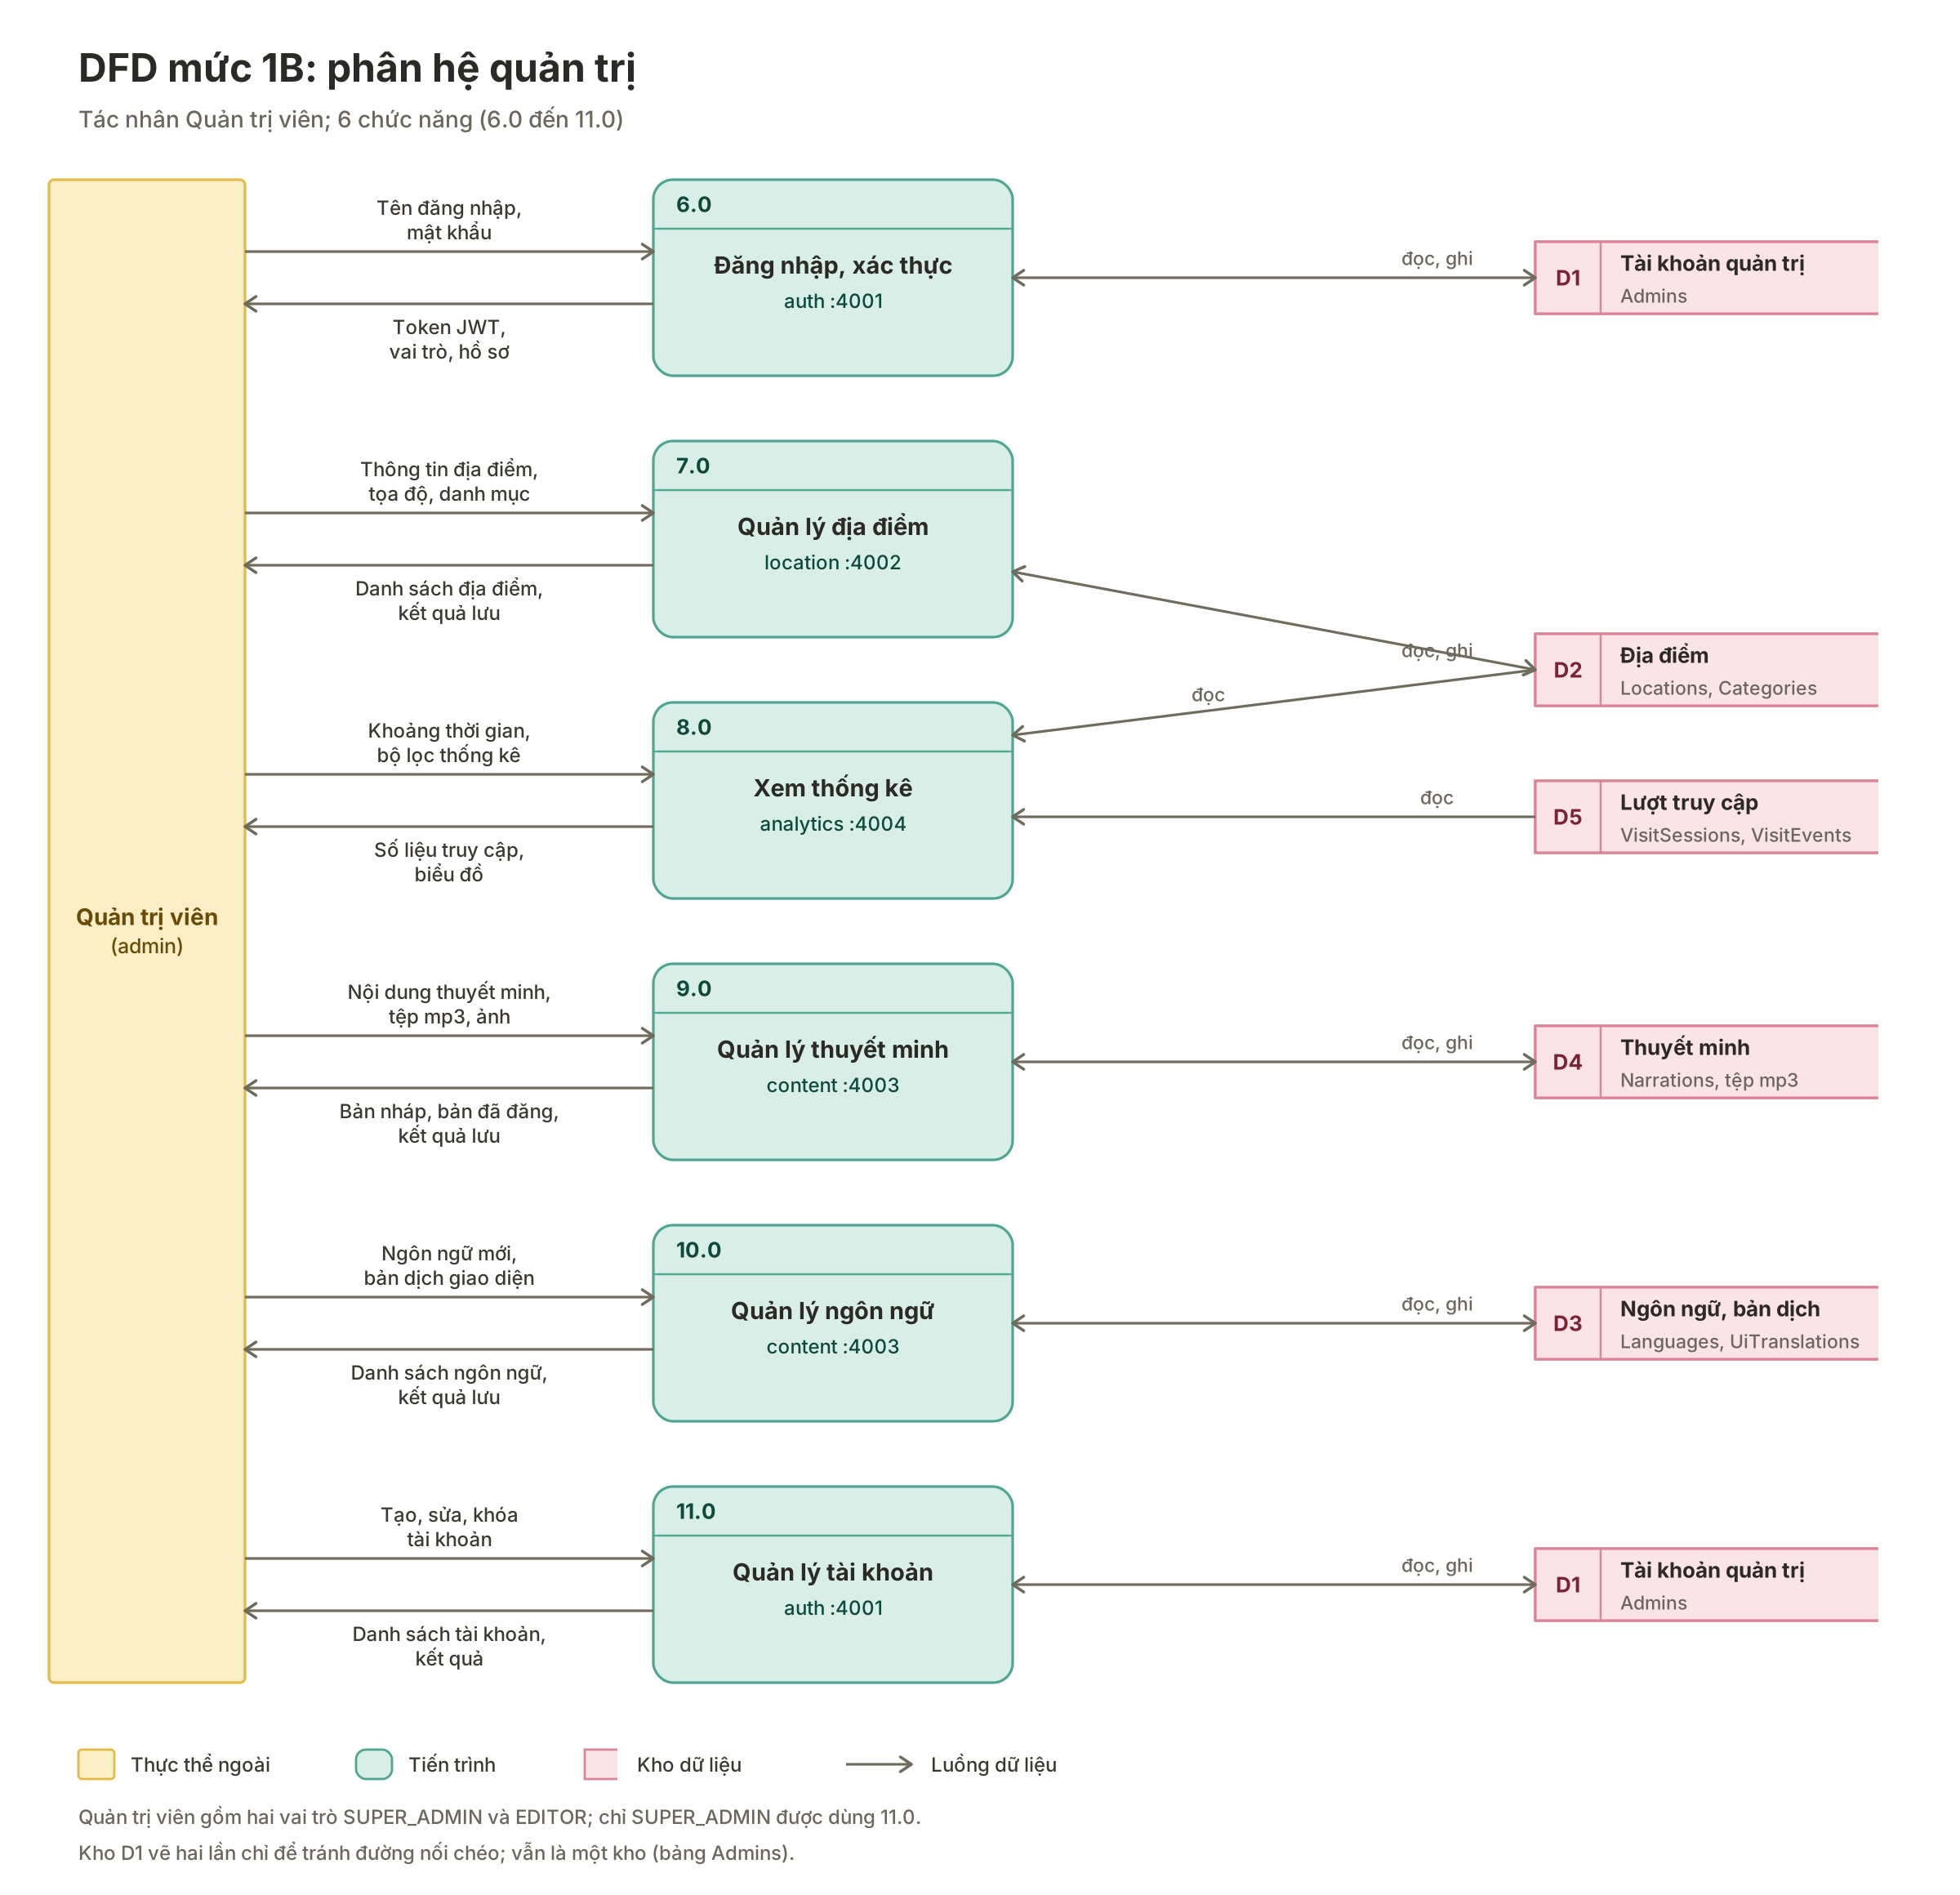 DFD mức 1B: phân hệ quản trị
Tác nhân Quản trị viên; 6 chức năng (6.0 đến 11.0)
Quản trị viên
(admin)
Tên đăng nhập,
mật khẩu
Token JWT,
vai trò, hồ sơ
6.0
Đăng nhập, xác thực
auth :4001
đọc, ghi
D1
Tài khoản quản trị
Admins
Thông tin địa điểm,
tọa độ, danh mục
Danh sách địa điểm,
kết quả lưu
7.0
Quản lý địa điểm
location :4002
đọc, ghi
D2
Địa điểm
Locations, Categories
đọc
Khoảng thời gian,
bộ lọc thống kê
Số liệu truy cập,
biểu đồ
8.0
Xem thống kê
analytics :4004
đọc
D5
Lượt truy cập
VisitSessions, VisitEvents
Nội dung thuyết minh,
tệp mp3, ảnh
Bản nháp, bản đã đăng,
kết quả lưu
9.0
Quản lý thuyết minh
content :4003
đọc, ghi
D4
Thuyết minh
Narrations, tệp mp3
Ngôn ngữ mới,
bản dịch giao diện
Danh sách ngôn ngữ,
kết quả lưu
10.0
Quản lý ngôn ngữ
content :4003
đọc, ghi
D3
Ngôn ngữ, bản dịch
Languages, UiTranslations
Tạo, sửa, khóa
tài khoản
Danh sách tài khoản,
kết quả
11.0
Quản lý tài khoản
auth :4001
đọc, ghi
D1
Tài khoản quản trị
Admins
Thực thể ngoài
Tiến trình
Kho dữ liệu
Luồng dữ liệu
Quản trị viên gồm hai vai trò SUPER_ADMIN và EDITOR; chỉ SUPER_ADMIN được dùng 11.0.
Kho D1 vẽ hai lần chỉ để tránh đường nối chéo; vẫn là một kho (bảng Admins).